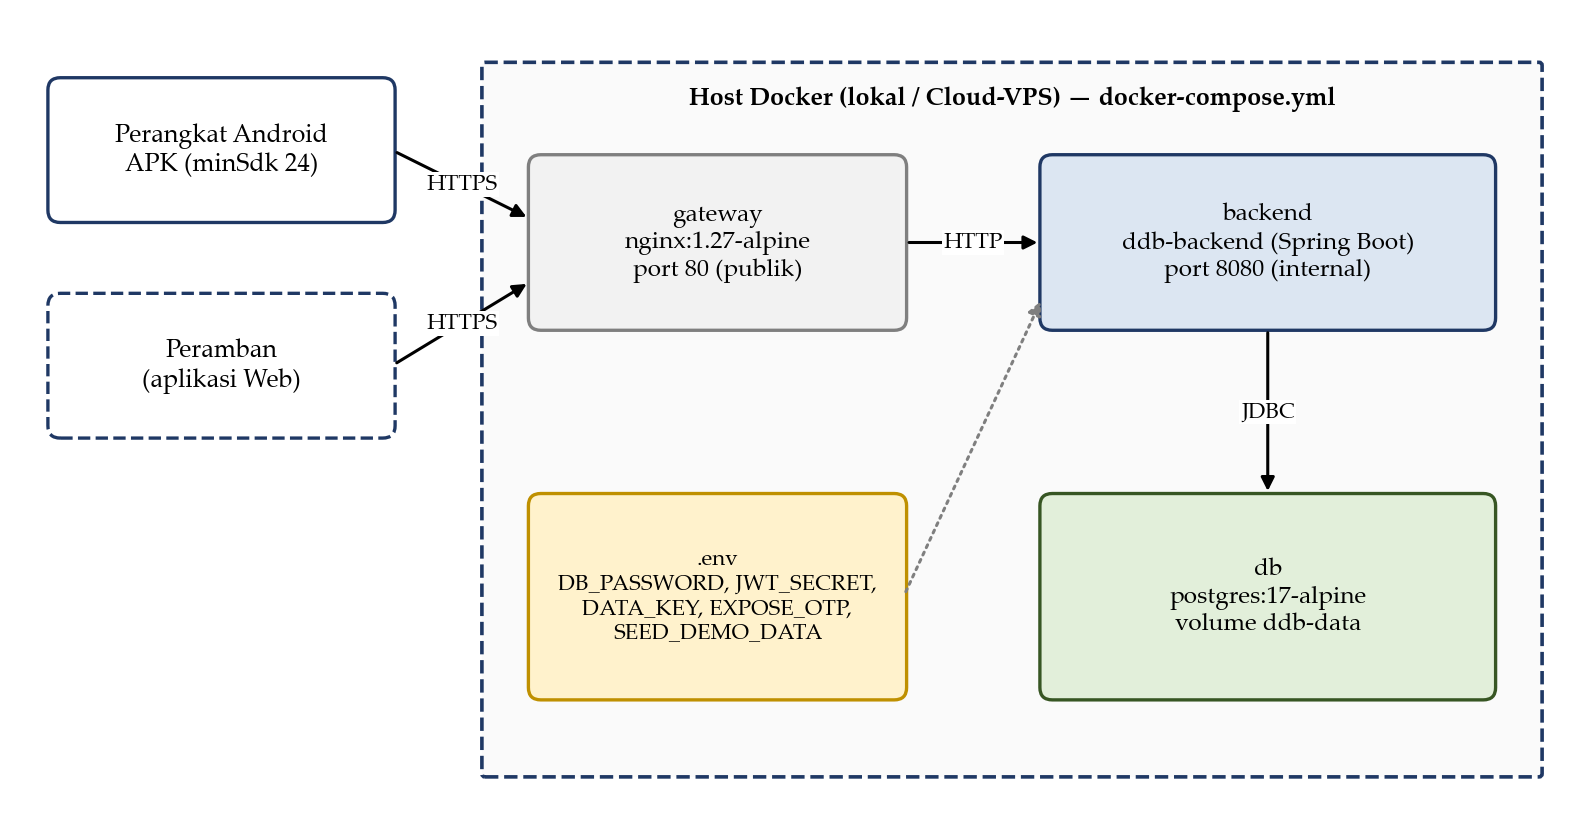 Host Docker (lokal / Cloud-VPS) — docker-compose.yml
Perangkat Android
APK (minSdk 24)
HTTPS
gateway
nginx:1.27-alpine
port 80 (publik)
HTTP
backend
ddb-backend (Spring Boot)
port 8080 (internal)
Peramban
(aplikasi Web)
HTTPS
JDBC
.env
DB_PASSWORD, JWT_SECRET,
DATA_KEY, EXPOSE_OTP,
SEED_DEMO_DATA
db
postgres:17-alpine
volume ddb-data